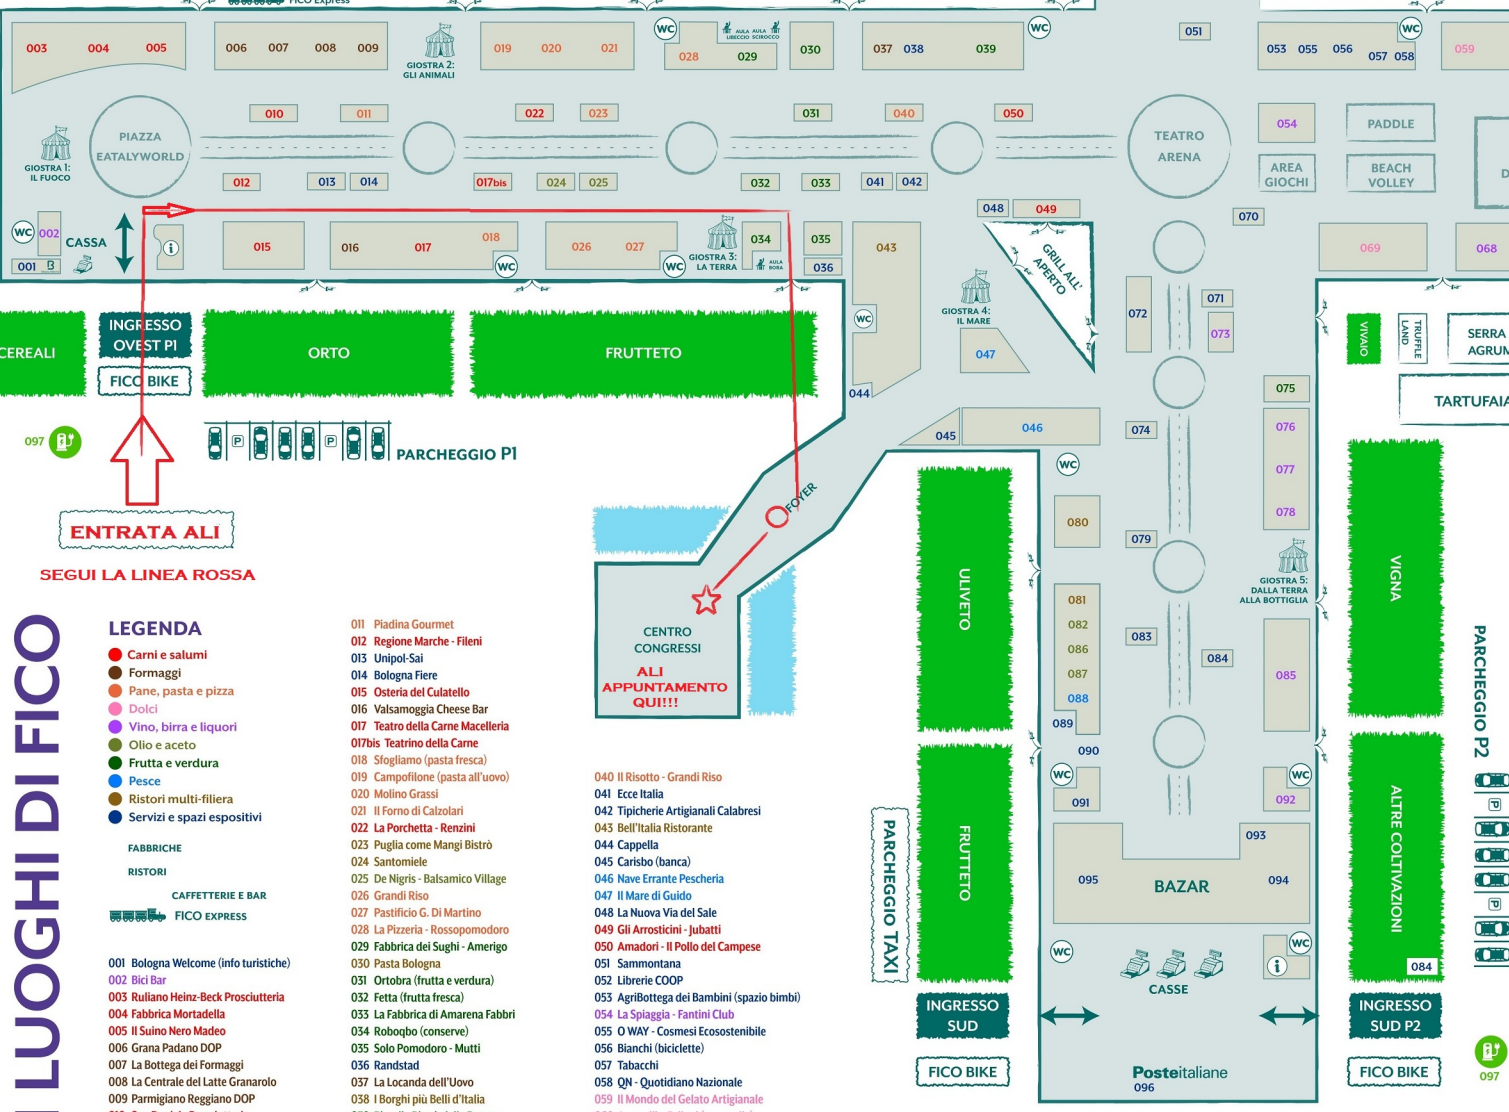 FICO Express
003 004 005
006 007 008 009
GIOSTRA 2:
GLI ANIMALI
019 020 021
WC
028
AULA LIBECCIO
AULA SCIROCCO
029
030
037 038 039
WC
051
053 055 056 057 058
WC
059
PIAZZA
EATALYWORLD
010 011
022 023
031 040 050
TEATRO
ARENA
054
PADDLE
AREA
GIOCHI
BEACH
VOLLEY
D
GIOSTRA 1:
IL FUOCO
012 013 014
017bis 024 025
032 033 041 042
048 049
070
WC
002
CASSA
i
001
B
015
016 017 018
WC
026 027
WC
GIOSTRA 3:
LA TERRA
034
AULA
BORA
035
036
043
WC
044
GRILL ALL'
APERTO
GIOSTRA 4:
IL MARE
047
045
046
069
068
071
072
073
074
075
076
077
078
INGRESSO
OVEST P1
FICO BIKE
CEREALI
ORTO
FRUTTETO
VIVAIO
TRUFFLE
LAND
SERRA
AGRUM
TARTUFAIA
097
P
P
PARCHEGGIO P1
FOYER
ENTRATA ALI
SEGUI LA LINEA ROSSA
CENTRO
CONGRESSI
ALI
APPUNTAMENTO
QUI!!!
WC
080
079
GIOSTRA 5:
DALLA TERRA
ALLA BOTTIGLIA
081
082
086
087
088
089
090
083
084
085
WC
091
WC
092
093
095
BAZAR
094
WC
WC
i
CASSE
Posteitaliane
096
ULIVETO
FRUTTETO
VIGNA
ALTRE COLTIVAZIONI
084
PARCHEGGIO TAXI
PARCHEGGIO P2
P
P
INGRESSO
SUD
FICO BIKE
INGRESSO
SUD P2
FICO BIKE
097
LUOGHI DI FICO
LEGENDA
Carni e salumi
Formaggi
Pane, pasta e pizza
Dolci
Vino, birra e liquori
Olio e aceto
Frutta e verdura
Pesce
Ristori multi-filiera
Servizi e spazi espositivi
FABBRICHE
RISTORI
CAFFETTERIE E BAR
FICO EXPRESS
001 Bologna Welcome (info turistiche)
002 Bici Bar
003 Ruliano Heinz-Beck Prosciutteria
004 Fabbrica Mortadella
005 Il Suino Nero Madeo
006 Grana Padano DOP
007 La Bottega dei Formaggi
008 La Centrale del Latte Granarolo
009 Parmigiano Reggiano DOP
011 Piadina Gourmet
012 Regione Marche - Fileni
013 Unipol-Sai
014 Bologna Fiere
015 Osteria del Culatello
016 Valsamoggia Cheese Bar
017 Teatro della Carne Macelleria
017bis Teatrino della Carne
018 Sfogliamo (pasta fresca)
019 Campofilone (pasta all'uovo)
020 Molino Grassi
021 Il Forno di Calzolari
022 La Porchetta - Renzini
023 Puglia come Mangi Bistrò
024 Santomiele
025 De Nigris - Balsamico Village
026 Grandi Riso
027 Pastificio G. Di Martino
028 La Pizzeria - Rossopomodoro
029 Fabbrica dei Sughi - Amerigo
030 Pasta Bologna
031 Ortobra (frutta e verdura)
032 Fetta (frutta fresca)
033 La Fabbrica di Amarena Fabbri
034 Roboqbo (conserve)
035 Solo Pomodoro - Mutti
036 Randstad
037 La Locanda dell'Uovo
038 I Borghi più Belli d'Italia
040 Il Risotto - Grandi Riso
041 Ecce Italia
042 Tipicherie Artigianali Calabresi
043 Bell'Italia Ristorante
044 Cappella
045 Carisbo (banca)
046 Nave Errante Pescheria
047 Il Mare di Guido
048 La Nuova Via del Sale
049 Gli Arrosticini - Jubatti
050 Amadori - Il Pollo del Campese
051 Sammontana
052 Librerie COOP
053 AgriBottega dei Bambini (spazio bimbi)
054 La Spiaggia - Fantini Club
055 O WAY - Cosmesi Ecosostenibile
056 Bianchi (biciclette)
057 Tabacchi
058 QN - Quotidiano Nazionale
059 Il Mondo del Gelato Artigianale